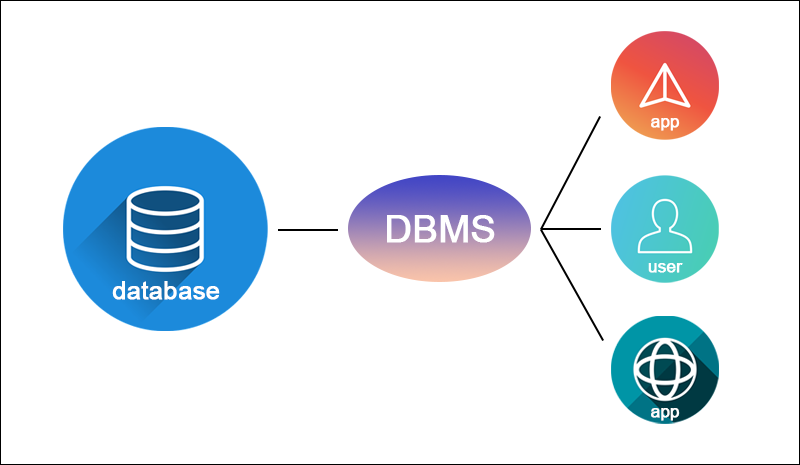 database
DBMS
app
user
app